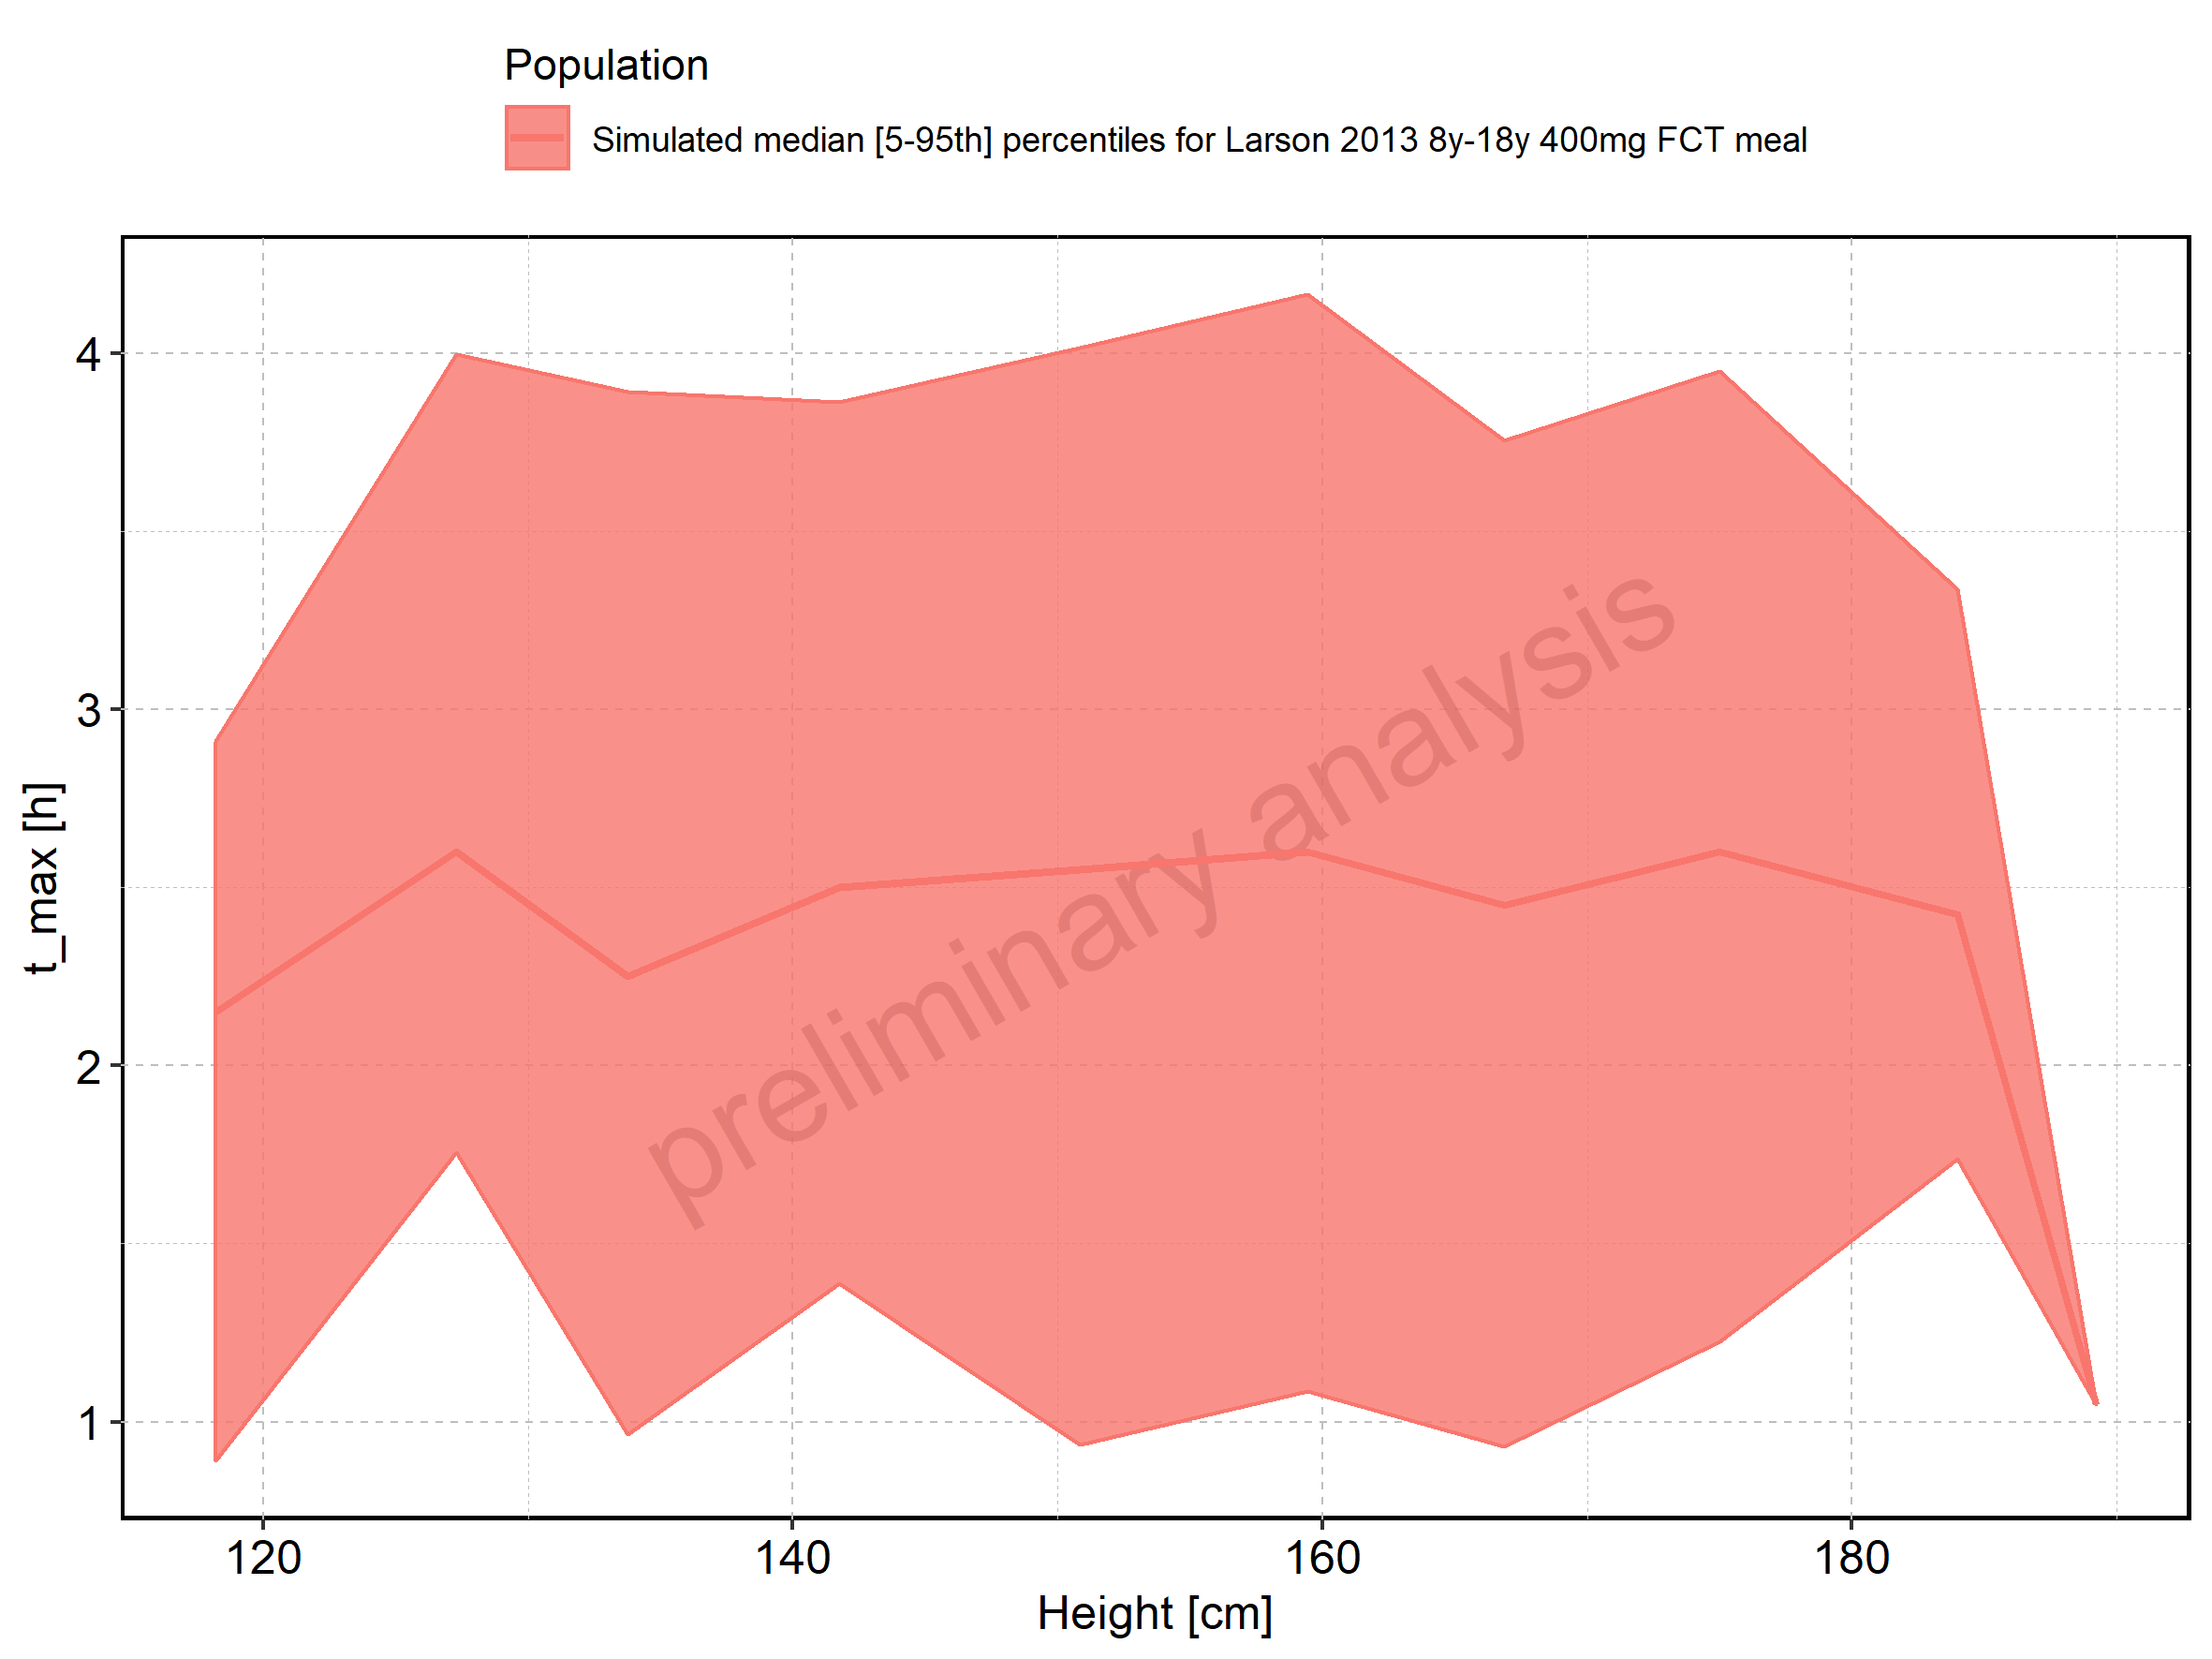 Population
Simulated median [5-95th] percentiles for Larson 2013 8y-18y 400mg FCT meal
4
3
2
1
t_max [h]
preliminary analysis
120 140 160 180
Height [cm]